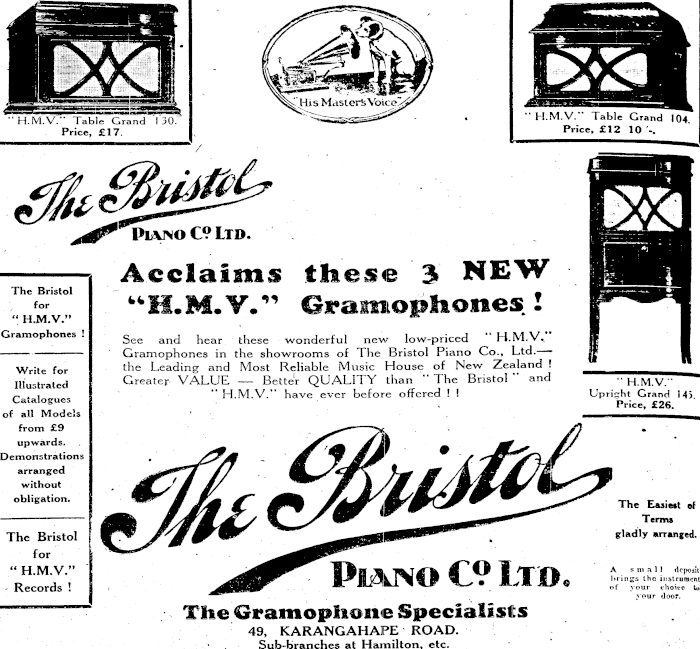 "H.M.V." Table Grand 130.
Price, £17.
"His Master's Voice"
"H.M.V." Table Grand 104.
Price, £12 10/-.
The Bristol
PIANO Co. LTD.
Acclaims these 3 NEW
"H.M.V." Gramophones!
See and hear these wonderful new low-priced "H.M.V."
Gramophones in the showrooms of The Bristol Piano Co., Ltd.—
the Leading and Most Reliable Music House of New Zealand!
Greater VALUE — Better QUALITY than "The Bristol" and
"H.M.V." have ever before offered!!
The Bristol
for
"H.M.V."
Gramophones!
Write for
Illustrated
Catalogues
of all Models
from £9
upwards.
Demonstrations
arranged
without
obligation.
The Bristol
for
"H.M.V."
Records!
"H.M.V."
Upright Grand 145.
Price, £26.
The Bristol
PIANO Co. LTD.
The Gramophone Specialists
49, KARANGAHAPE ROAD.
Sub-branches at Hamilton, etc.
The Easiest of
Terms
gladly arranged.
A small deposit
brings the instrument
of your choice to
your door.